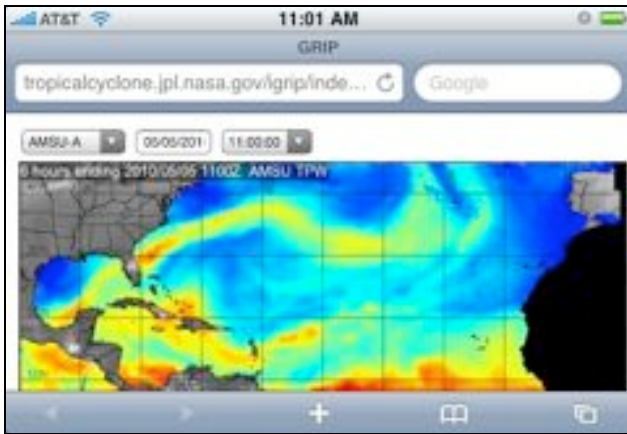 AT&T 11:01 AM
GRIP
tropicalcyclone.jpl.nasa.gov/igrip/inde... Google
AMSU-A 05/05/201 11:00:00
6 hours ending 2010/05/05 1100Z AMSU TPW